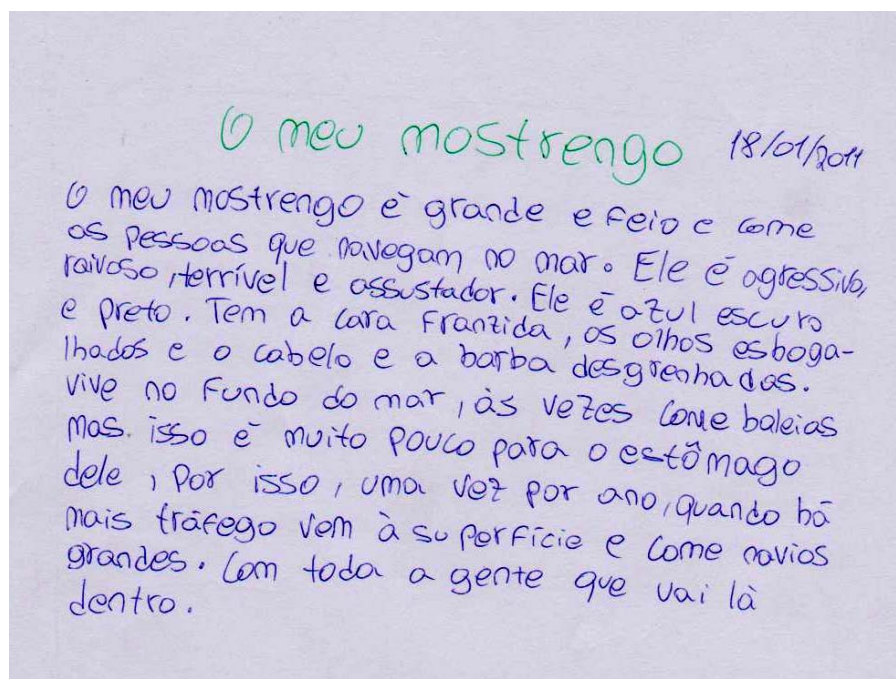 O meu mostrengo 18/01/2011
O meu mostrengo é grande e feio e come
as pessoas que navegam no mar. Ele é agressivo,
raivoso, terrível e assustador. Ele é azul escuro
e preto. Tem a cara franzida, os olhos esboga-
lhados e o cabelo e a barba desgrenhados.
vive no fundo do mar, às vezes come baleias
mas. isso é muito pouco para o estômago
dele, Por isso, uma vez por ano, quando há
mais tráfego vem à superfície e come navios
grandes. Com toda a gente que vai lá
dentro.